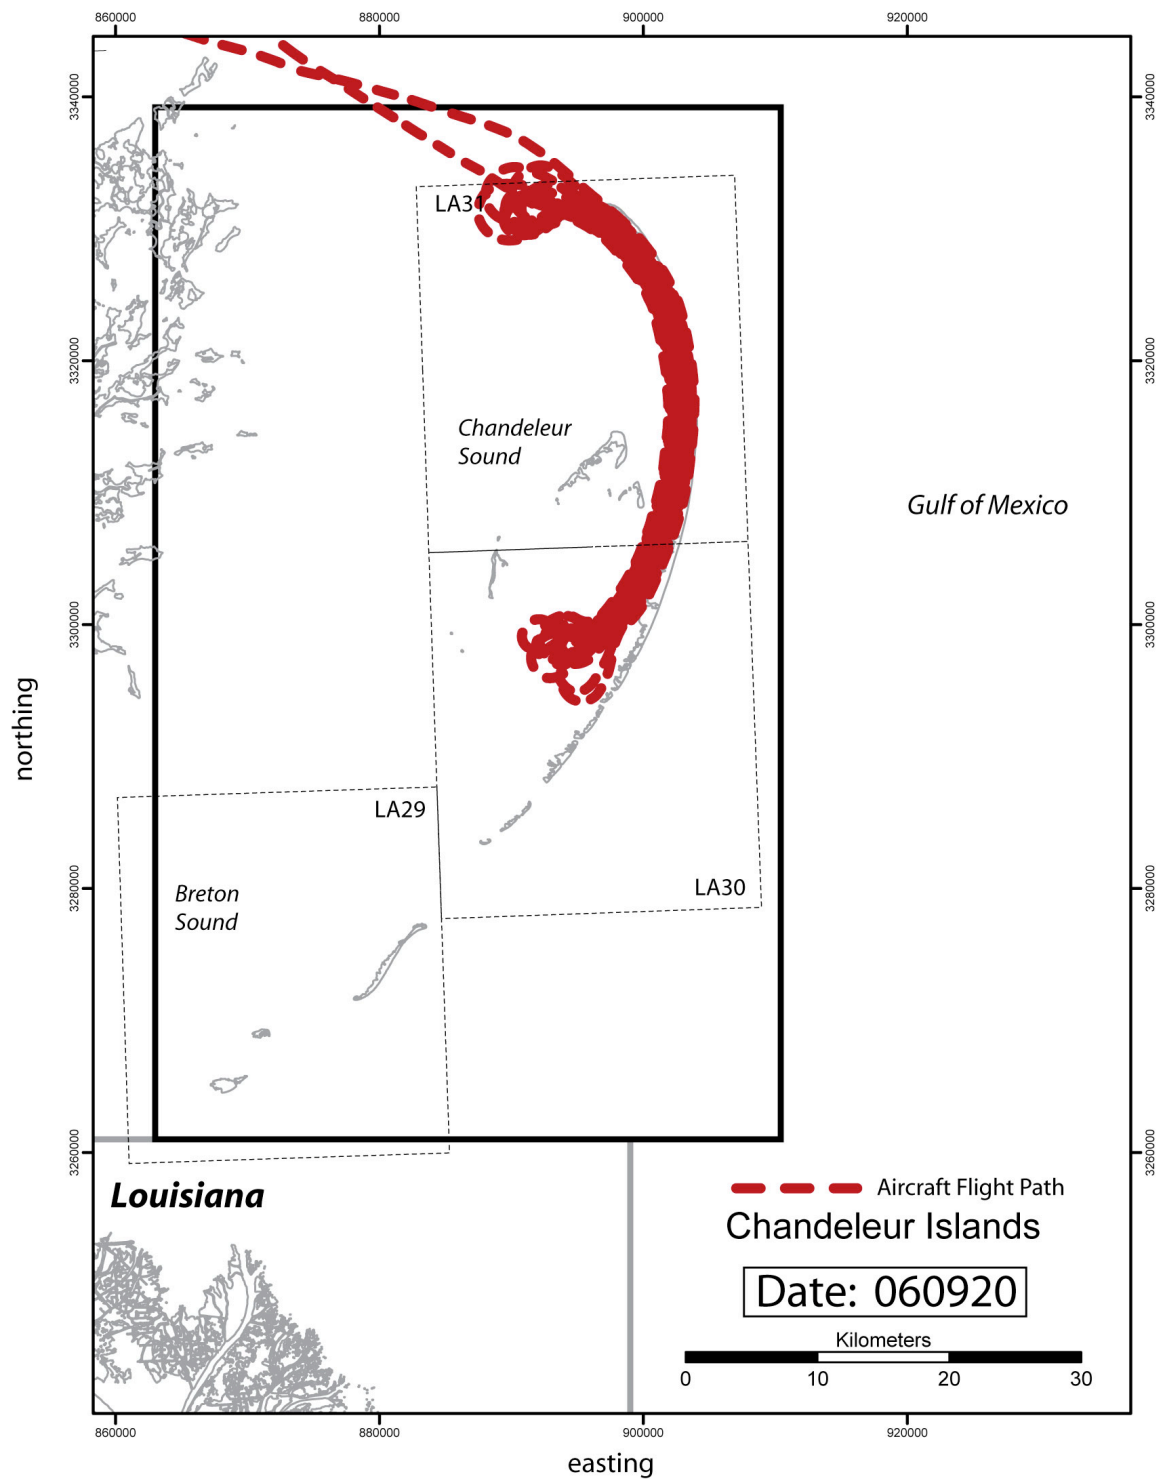 860000 880000 900000 920000
3340000 3340000
LA31
3320000 3320000
Chandeleur
Sound
Gulf of Mexico
3300000 3300000
northing
LA29
LA30
3280000 3280000
Breton
Sound
3260000 3260000
Louisiana
Aircraft Flight Path
Chandeleur Islands
Date: 060920
Kilometers
0 10 20 30
860000 880000 900000 920000
easting